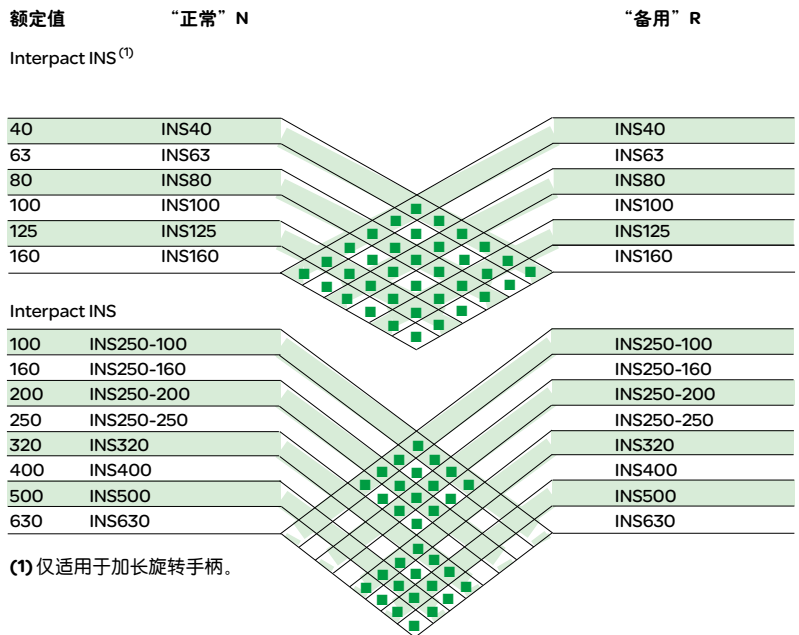 额定值 “正常”N “备用”R
Interpact INS(1)
40 INS40 INS40
63 INS63 INS63
80 INS80 INS80
100 INS100 INS100
125 INS125 INS125
160 INS160 INS160
Interpact INS
100 INS250-100 INS250-100
160 INS250-160 INS250-160
200 INS250-200 INS250-200
250 INS250-250 INS250-250
320 INS320 INS320
400 INS400 INS400
500 INS500 INS500
630 INS630 INS630
(1) 仅适用于加长旋转手柄。